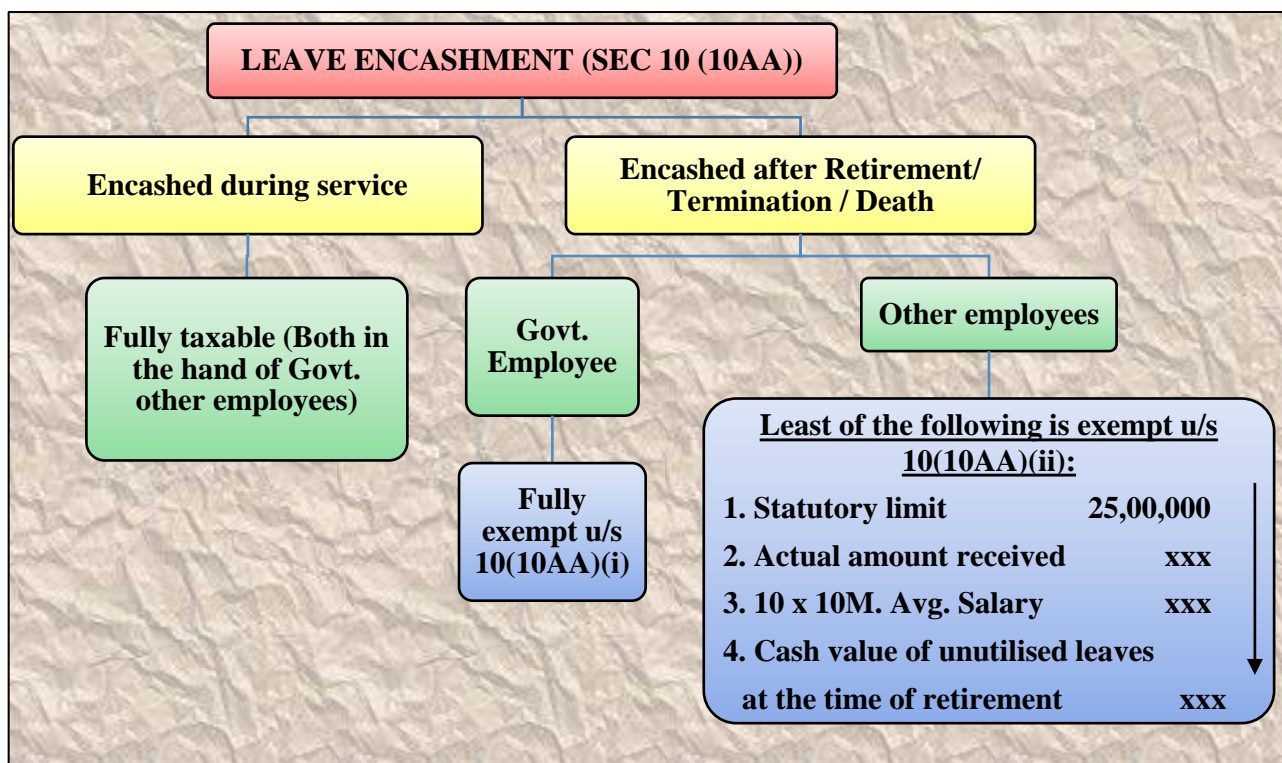 LEAVE ENCASHMENT (SEC 10 (10AA))
Encashed during service
Encashed after Retirement/
Termination / Death
Fully taxable (Both in
the hand of Govt.
other employees)
Govt.
Employee
Other employees
Fully
exempt u/s
10(10AA)(i)
Least of the following is exempt u/s
10(10AA)(ii):
1. Statutory limit 25,00,000
2. Actual amount received xxx
3. 10 x 10M. Avg. Salary xxx
4. Cash value of unutilised leaves
at the time of retirement xxx